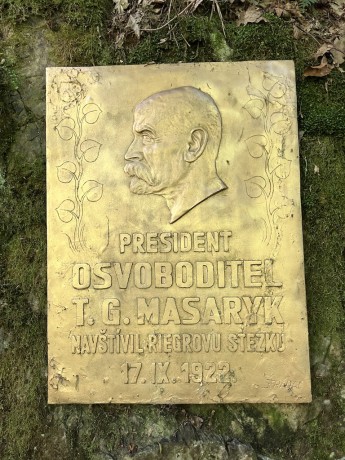 PRESIDENT
OSVOBODITEL
T. G. MASARYK
NAVŠTÍVIL RIEGROVU STEZKU
17. IX. 1922